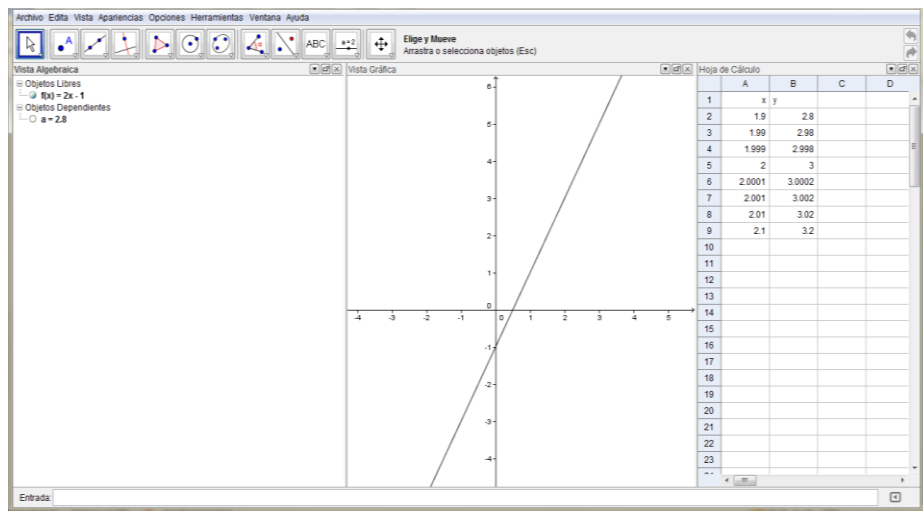 Archivo Edita Vista Apariencias Opciones Herramientas Ventana Ayuda
A
α
ABC
a=2
Elige y Mueve
Arrastra o selecciona objetos (Esc)
Vista Algebraica
Objetos Libres
f(x) = 2x - 1
Objetos Dependientes
a = 2.8
Vista Gráfica
6
5
4
3
2
1
0
-4 -3 -2 -1 0 1 2 3 4 5
-1
-2
-3
-4
Hoja de Cálculo
A B C D
1 x y
2 1.9 2.8
3 1.99 2.98
4 1.999 2.998
5 2 3
6 2.0001 3.0002
7 2.001 3.002
8 2.01 3.02
9 2.1 3.2
10
11
12
13
14
15
16
17
18
19
20
21
22
23
Entrada: